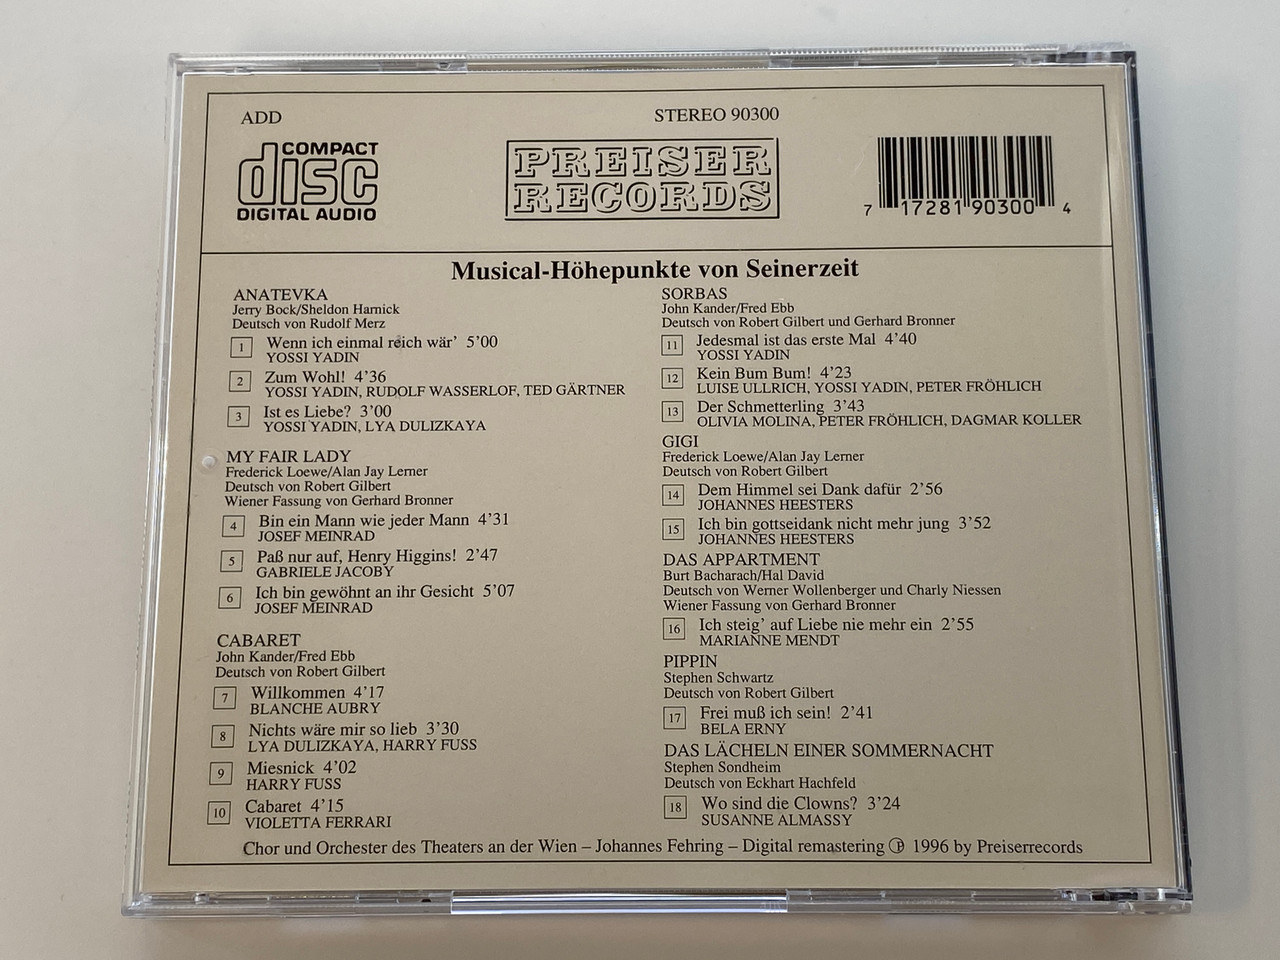 ADD
STEREO 90300
COMPACT
disc
DIGITAL AUDIO
PREISER
RECORDS
7 17281 90300 4
Musical-Höhepunkte von Seinerzeit
ANATEVKA
Jerry Bock/Sheldon Harnick
Deutsch von Rudolf Merz
1 Wenn ich einmal reich wär’ 5’00
YOSSI YADIN
2 Zum Wohl! 4’36
YOSSI YADIN, RUDOLF WASSERLOF, TED GÄRTNER
3 Ist es Liebe? 3’00
YOSSI YADIN, LYA DULIZKAYA
MY FAIR LADY
Frederick Loewe/Alan Jay Lerner
Deutsch von Robert Gilbert
Wiener Fassung von Gerhard Bronner
4 Bin ein Mann wie jeder Mann 4’31
JOSEF MEINRAD
5 Paß nur auf, Henry Higgins! 2’47
GABRIELE JACOBY
6 Ich bin gewöhnt an ihr Gesicht 5’07
JOSEF MEINRAD
CABARET
John Kander/Fred Ebb
Deutsch von Robert Gilbert
7 Willkommen 4’17
BLANCHE AUBRY
8 Nichts wäre mir so lieb 3’30
LYA DULIZKAYA, HARRY FUSS
9 Miesnick 4’02
HARRY FUSS
10 Cabaret 4’15
VIOLETTA FERRARI
SORBAS
John Kander/Fred Ebb
Deutsch von Robert Gilbert und Gerhard Bronner
11 Jedesmal ist das erste Mal 4’40
YOSSI YADIN
12 Kein Bum Bum! 4’23
LUISE ULLRICH, YOSSI YADIN, PETER FRÖHLICH
13 Der Schmetterling 3’43
OLIVIA MOLINA, PETER FRÖHLICH, DAGMAR KOLLER
GIGI
Frederick Loewe/Alan Jay Lerner
Deutsch von Robert Gilbert
14 Dem Himmel sei Dank dafür 2’56
JOHANNES HEESTERS
15 Ich bin gottseidank nicht mehr jung 3’52
JOHANNES HEESTERS
DAS APPARTMENT
Burt Bacharach/Hal David
Deutsch von Werner Wollenberger und Charly Niessen
Wiener Fassung von Gerhard Bronner
16 Ich steig’ auf Liebe nie mehr ein 2’55
MARIANNE MENDT
PIPPIN
Stephen Schwartz
Deutsch von Robert Gilbert
17 Frei muß ich sein! 2’41
BELA ERNY
DAS LÄCHELN EINER SOMMERNACHT
Stephen Sondheim
Deutsch von Eckhart Hachfeld
18 Wo sind die Clowns? 3’24
SUSANNE ALMASSY
Chor und Orchester des Theaters an der Wien – Johannes Fehring – Digital remastering ℗ 1996 by Preiserrecords